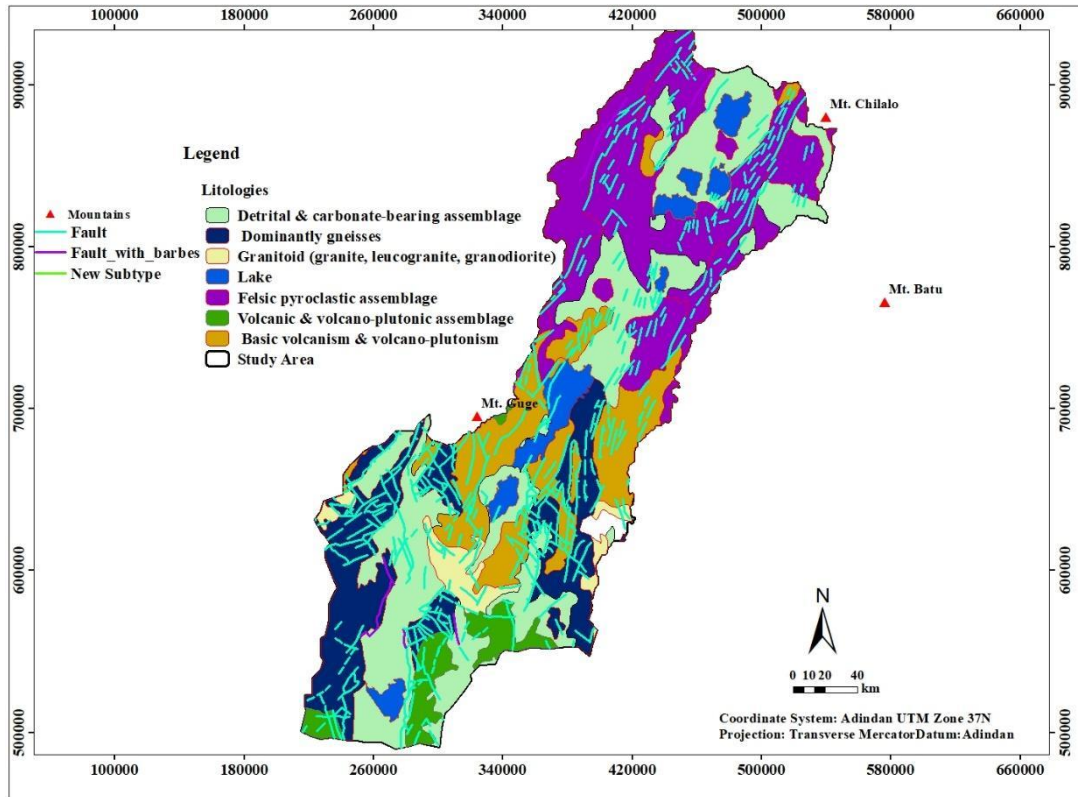 100000 180000 260000 340000 420000 500000 580000 660000
900000 900000
Mt. Chilalo
Legend
Litologies
Mountains
Detrital & carbonate-bearing assemblage
Fault
Dominantly gneisses
Fault_with_barbes
Granitoid (granite, leucogranite, granodiorite)
New Subtype
Lake
Felsic pyroclastic assemblage
Volcanic & volcano-plutonic assemblage
Basic volcanism & volcano-plutonism
Study Area
800000 800000
Mt. Batu
Mt. Guge
700000 700000
600000 600000
N
0 10 20 40
km
Coordinate System: Adindan UTM Zone 37N
Projection: Transverse MercatorDatum: Adindan
500000 500000
100000 180000 260000 340000 420000 500000 580000 660000